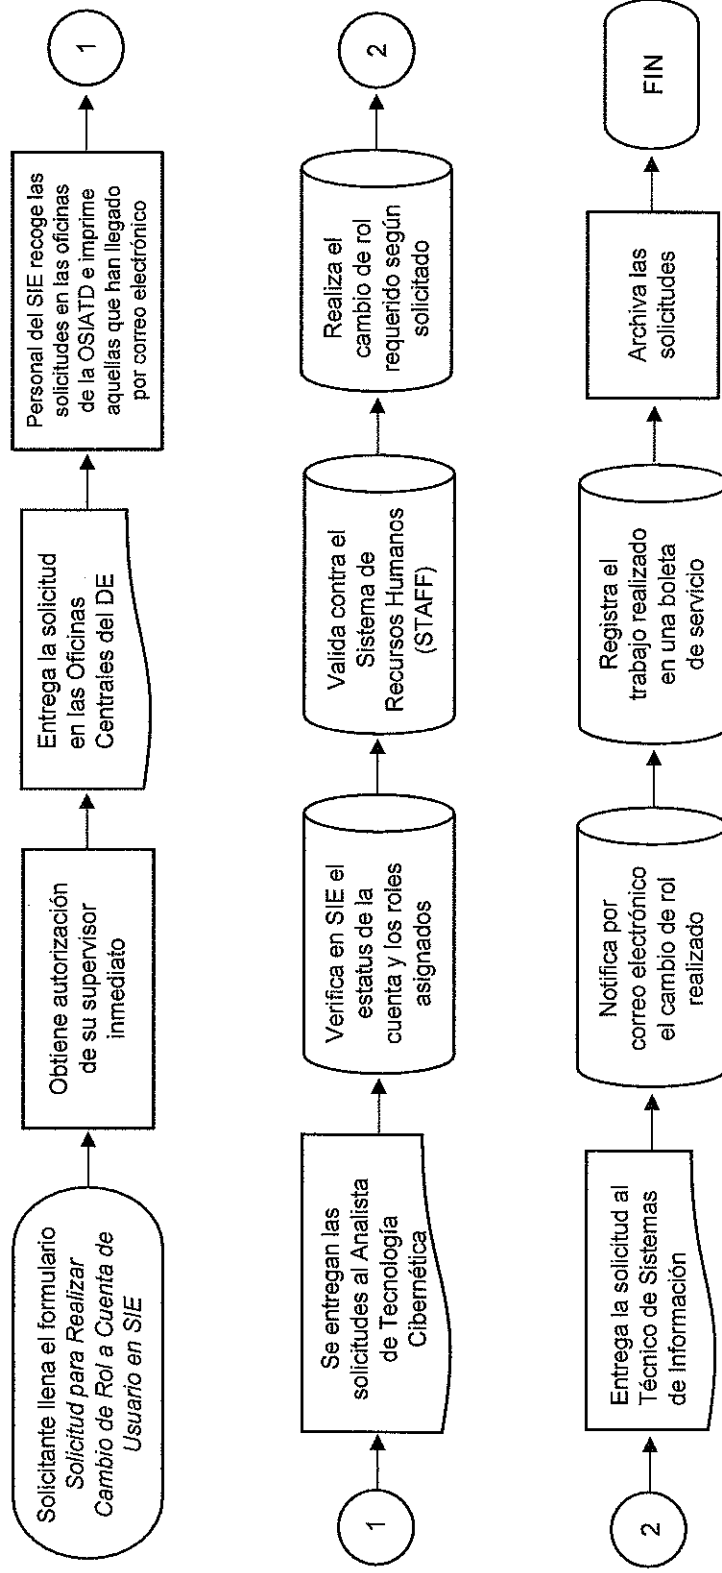 Solicitante llena el formulario
Solicitud para Realizar
Cambio de Rol a Cuenta de
Usuario en SIE
Obtiene autorización
de su supervisor
inmediato
Entrega la solicitud
en las Oficinas
Centrales del DE
Personal del SIE recoge las
solicitudes en las oficinas
de la OSIATD e imprime
aquellas que han llegado
por correo electrónico
1
1
Se entregan las
solicitudes al Analista
de Tecnología
Cibernética
Verifica en SIE el
estatus de la
cuenta y los roles
asignados
Valida contra el
Sistema de
Recursos Humanos
(STAFF)
Realiza el
cambio de rol
requerido según
solicitado
2
2
Entrega la solicitud al
Técnico de Sistemas
de Información
Notifica por
correo electrónico
el cambio de rol
realizado
Registra el
trabajo realizado
en una boleta
de servicio
Archiva las
solicitudes
FIN